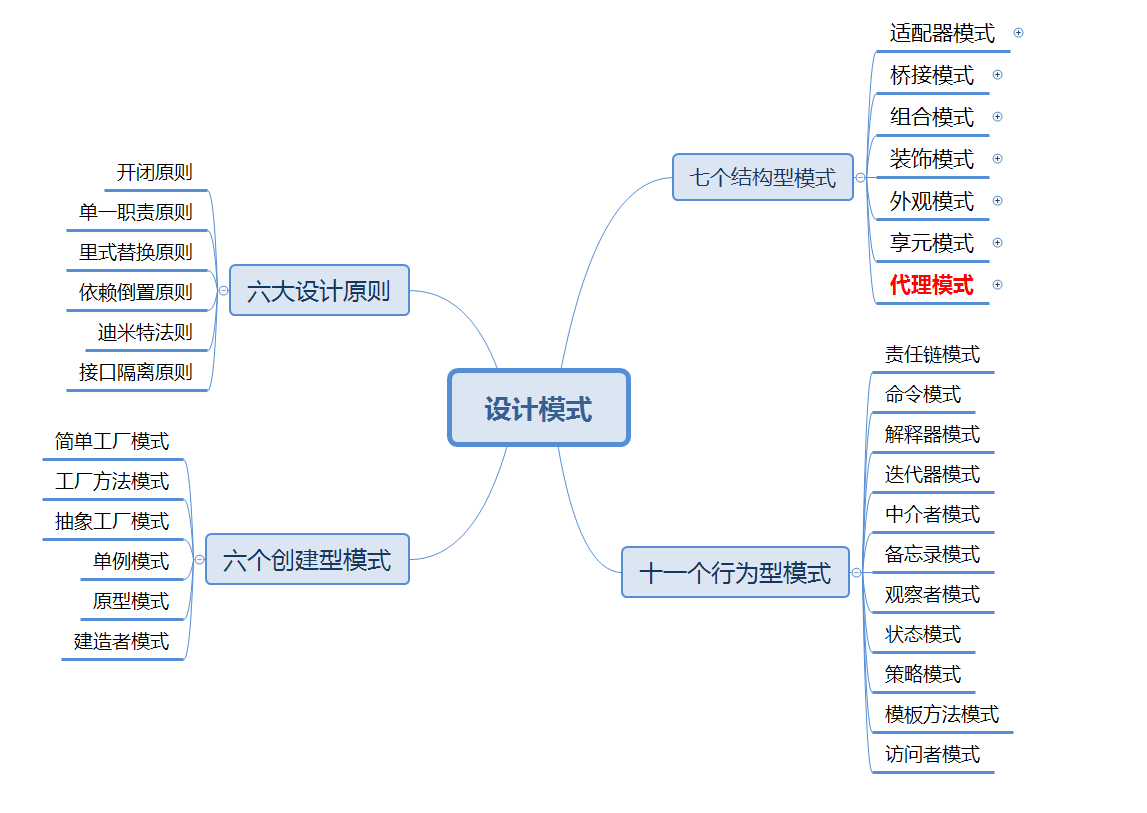 设计模式
六大设计原则
开闭原则
单一职责原则
里式替换原则
依赖倒置原则
迪米特法则
接口隔离原则
六个创建型模式
简单工厂模式
工厂方法模式
抽象工厂模式
单例模式
原型模式
建造者模式
七个结构型模式
适配器模式
桥接模式
组合模式
装饰模式
外观模式
享元模式
代理模式
十一个行为型模式
责任链模式
命令模式
解释器模式
迭代器模式
中介者模式
备忘录模式
观察者模式
状态模式
策略模式
模板方法模式
访问者模式